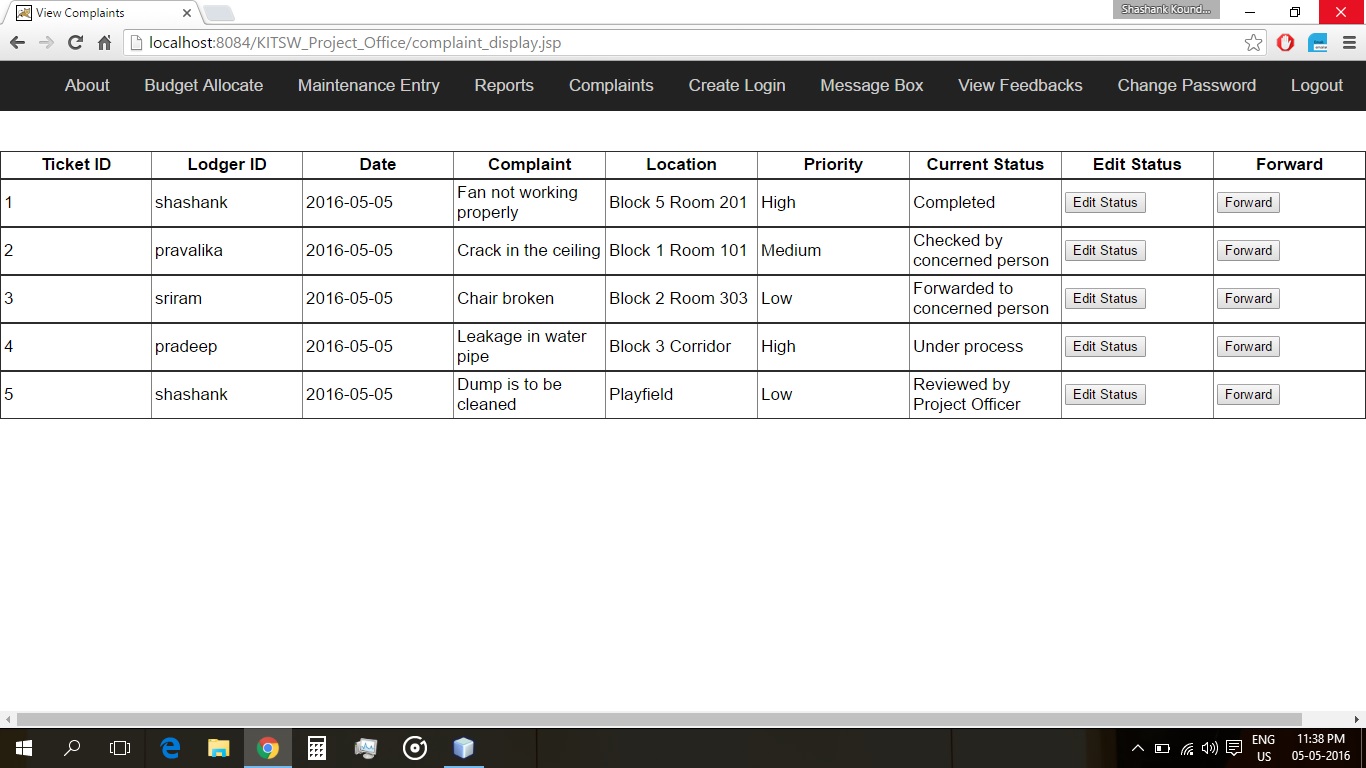 View Complaints
Shashank Kound...
localhost:8084/KITSW_Project_Office/complaint_display.jsp
About Budget Allocate Maintenance Entry Reports Complaints Create Login Message Box View Feedbacks Change Password Logout
Ticket ID Lodger ID Date Complaint Location Priority Current Status Edit Status Forward
1 shashank 2016-05-05 Fan not working properly Block 5 Room 201 High Completed Edit Status Forward
2 pravalika 2016-05-05 Crack in the ceiling Block 1 Room 101 Medium Checked by concerned person Edit Status Forward
3 sriram 2016-05-05 Chair broken Block 2 Room 303 Low Forwarded to concerned person Edit Status Forward
4 pradeep 2016-05-05 Leakage in water pipe Block 3 Corridor High Under process Edit Status Forward
5 shashank 2016-05-05 Dump is to be cleaned Playfield Low Reviewed by Project Officer Edit Status Forward
ENG 11:38 PM
US 05-05-2016